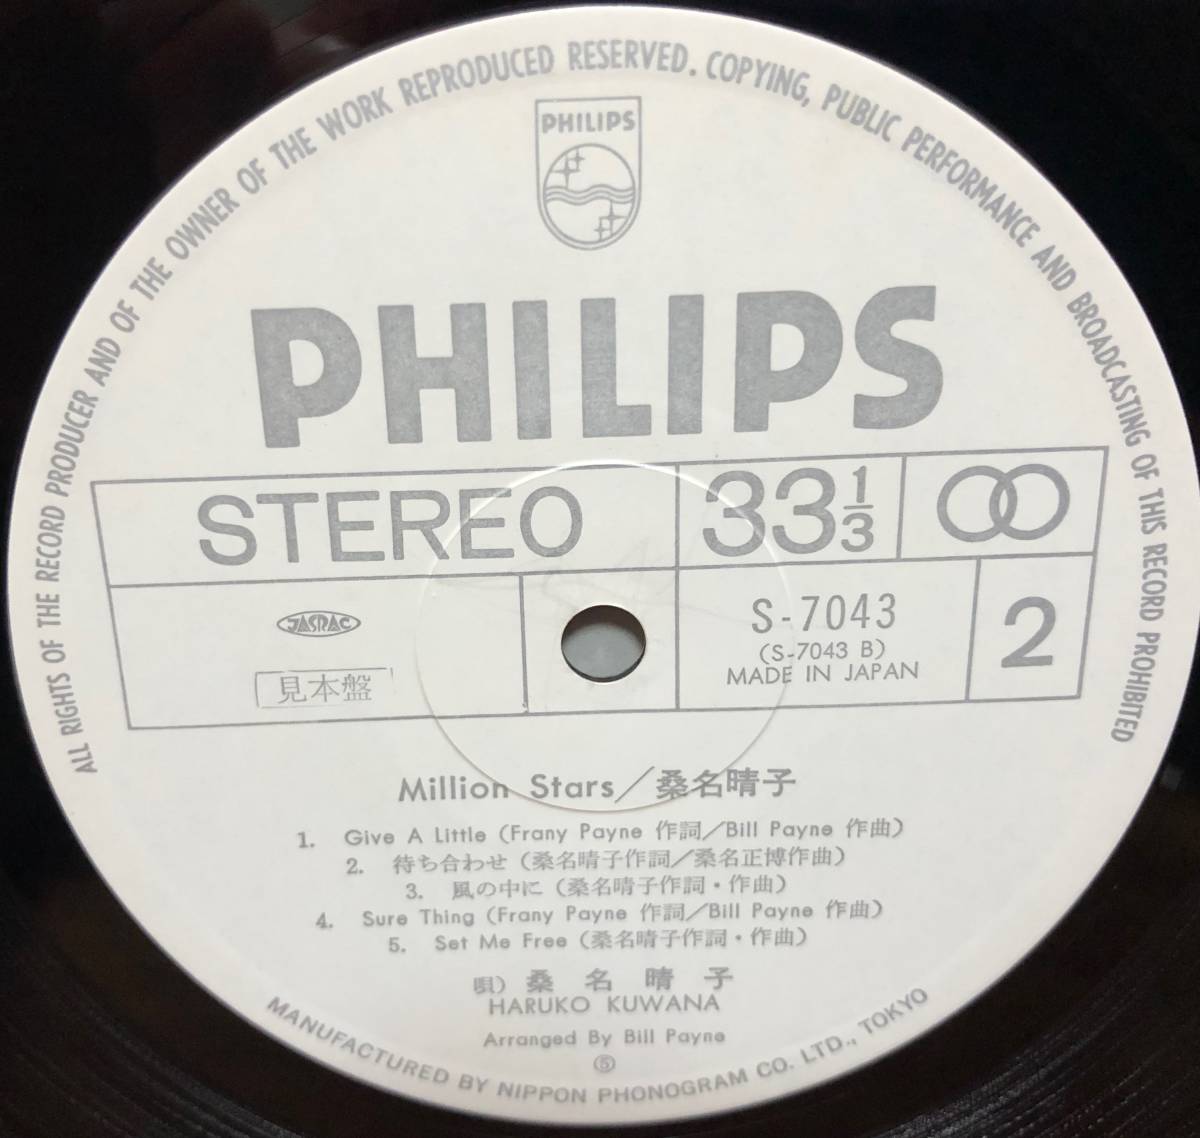 ALL RIGHTS OF THE RECORD PRODUCER AND OF THE OWNER OF THE WORK REPRODUCED RESERVED. COPYING, PUBLIC PERFORMANCE AND BROADCASTING OF THIS RECORD PROHIBITED
PHILIPS
PHILIPS
STEREO
33 1/3
JASRAC
見本盤
S-7043
(S-7043 B)
MADE IN JAPAN
2
Million Stars／桑名晴子
1. Give A Little (Frany Payne 作詞／Bill Payne 作曲)
2. 待ち合わせ (桑名晴子作詞／桑名正博作曲)
3. 風の中に (桑名晴子作詞・作曲)
4. Sure Thing (Frany Payne 作詞／Bill Payne 作曲)
5. Set Me Free (桑名晴子作詞・作曲)
唄) 桑名晴子
HARUKO KUWANA
Arranged By Bill Payne
⑤
MANUFACTURED BY NIPPON PHONOGRAM CO. LTD., TOKYO